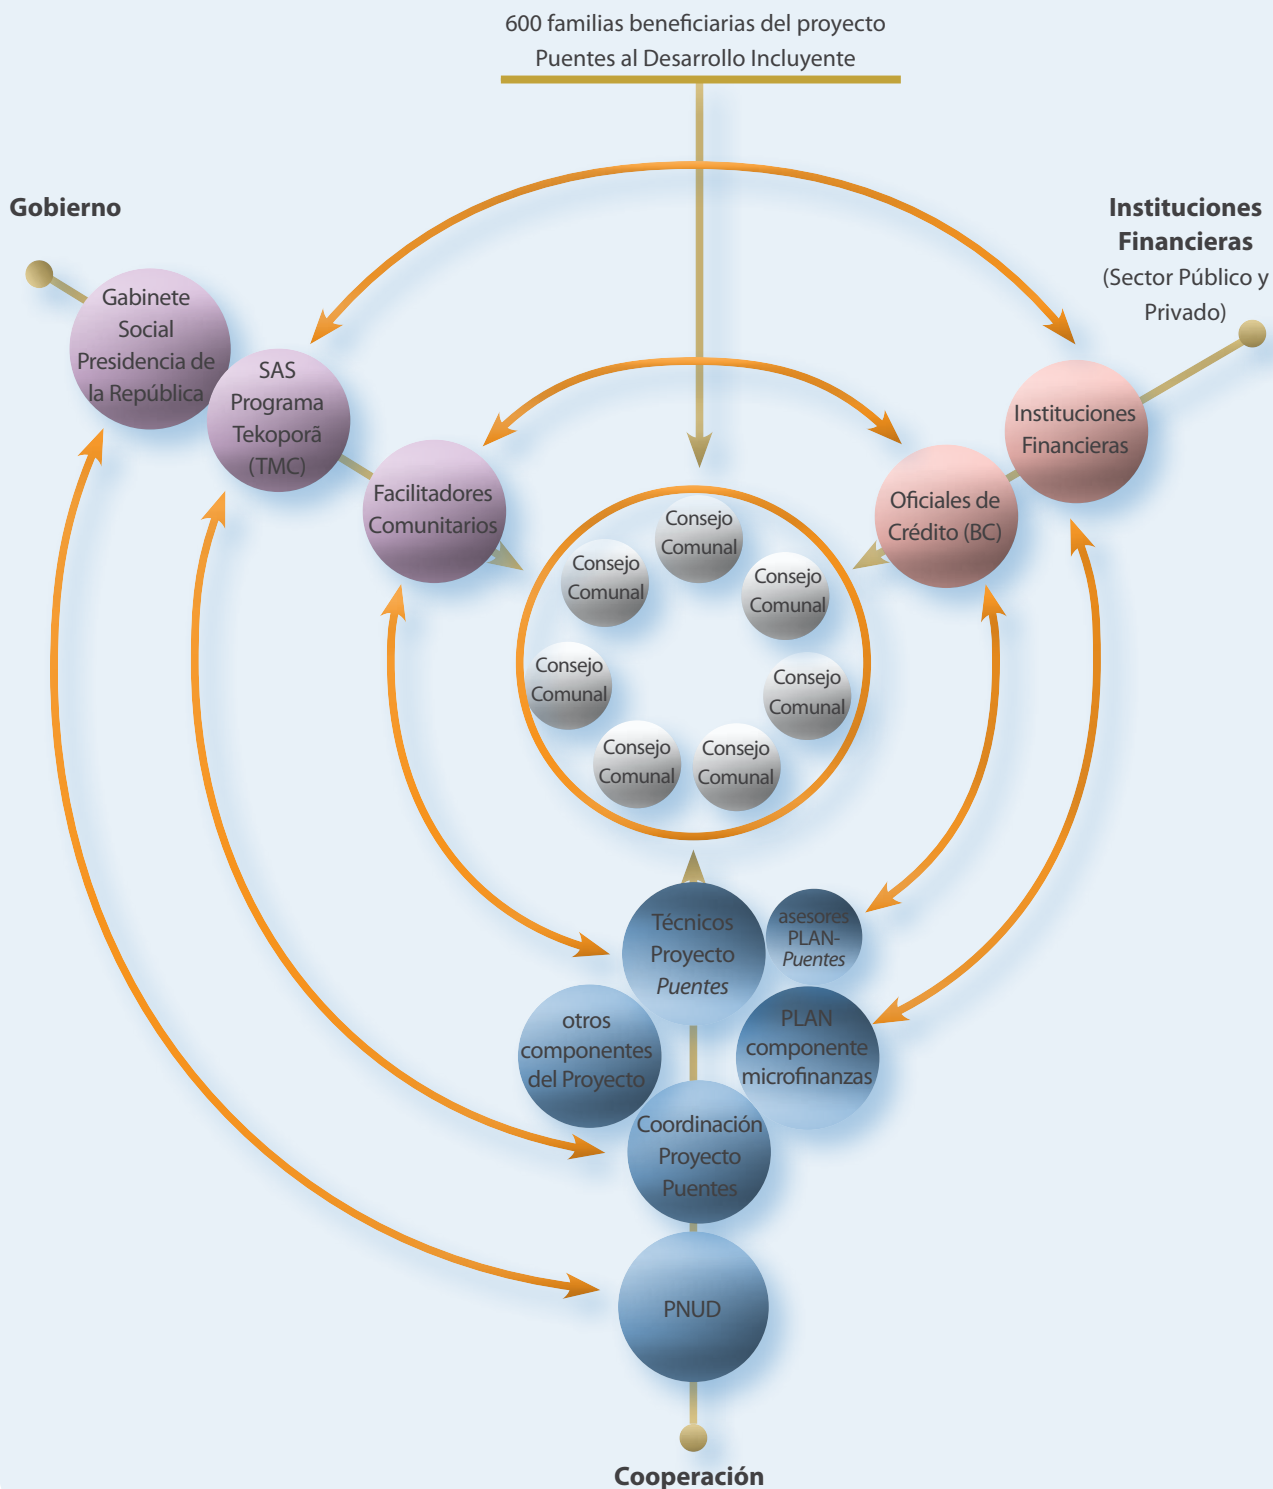 600 familias beneficiarias del proyecto
Puentes al Desarrollo Incluyente
Gobierno
Instituciones
Financieras
(Sector Público y
Privado)
Gabinete
Social
Presidencia de
la República
SAS
Programa
Tekoporã
(TMC)
Facilitadores
Comunitarios
Instituciones
Financieras
Oficiales de
Crédito (BC)
Consejo
Comunal
Consejo
Comunal
Consejo
Comunal
Consejo
Comunal
Consejo
Comunal
Consejo
Comunal
Consejo
Comunal
Técnicos
Proyecto
Puentes
asesores
PLAN-
Puentes
otros
componentes
del Proyecto
PLAN
componente
microfinanzas
Coordinación
Proyecto
Puentes
PNUD
Cooperación